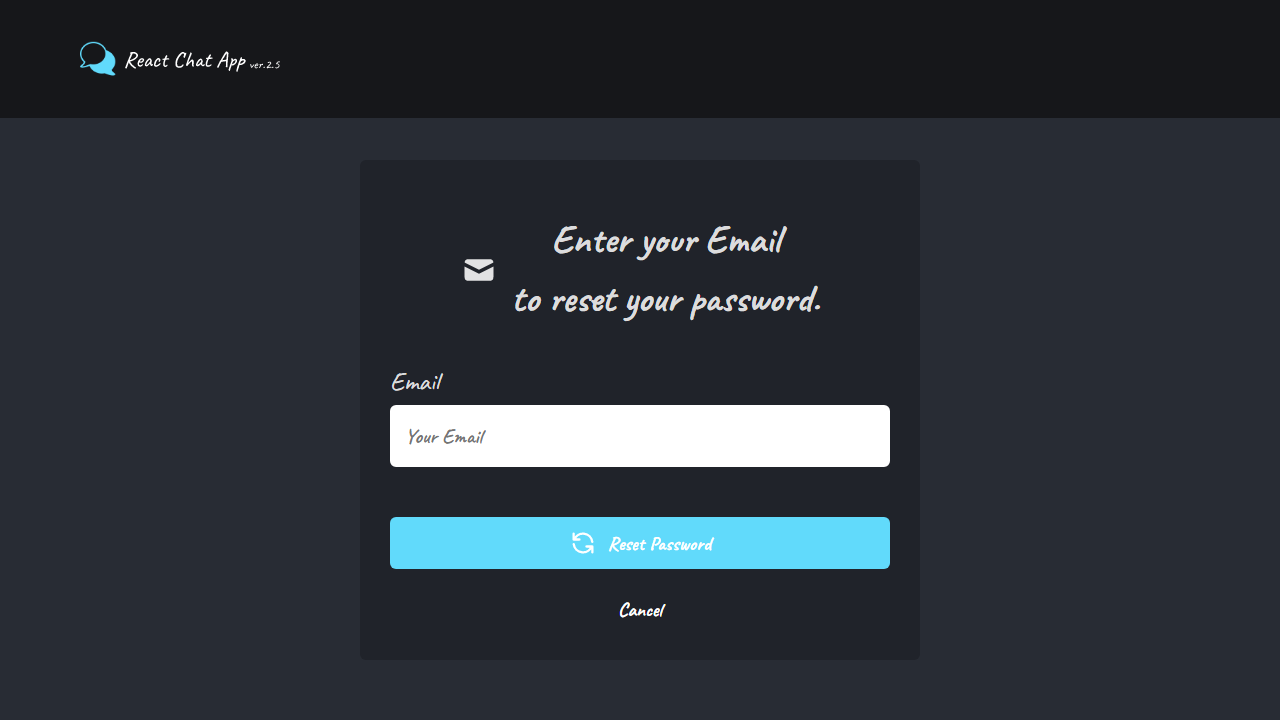 React Chat App ver.2.5
Enter your Email
to reset your password.
Email
Your Email
Reset Password
Cancel